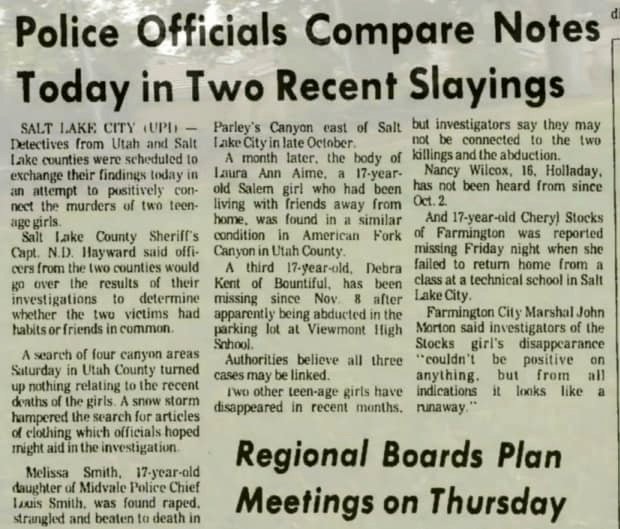 Police Officials Compare Notes
Today in Two Recent Slayings
SALT LAKE CITY (UPI) —
Detectives from Utah and Salt
Lake counties were scheduled to
exchange their findings today in
an attempt to positively con-
nect the murders of two teen-
age girls.
Salt Lake County Sheriff's
Capt. N.D. Hayward said offi-
cers from the two counties would
go over the results of their
investigations to determine
whether the two victims had
habits or friends in common.
A search of four canyon areas
Saturday in Utah County turned
up nothing relating to the recent
deaths of the girls. A snow storm
hampered the search for articles
of clothing which officials hoped
might aid in the investigation.
Melissa Smith, 17-year-old
daughter of Midvale Police Chief
Louis Smith, was found raped,
strangled and beaten to death in
Parley's Canyon east of Salt
Lake City in late October.
A month later, the body of
Laura Ann Aime, a 17-year-
old Salem girl who had been
living with friends away from
home, was found in a similar
condition in American Fork
Canyon in Utah County.
A third 17-year-old, Debra
Kent of Bountiful, has been
missing since Nov. 8 after
apparently being abducted in the
parking lot at Viewmont High
School.
Authorities believe all three
cases may be linked.
Two other teen-age girls have
disappeared in recent months,
but investigators say they may
not be connected to the two
killings and the abduction.
Nancy Wilcox, 16, Holladay,
has not been heard from since
Oct. 2.
And 17-year-old Cheryl Stocks
of Farmington was reported
missing Friday night when she
failed to return home from a
class at a technical school in Salt
Lake City.
Farmington City Marshal John
Morton said investigators of the
Stocks girl's disappearance
"couldn't be positive on
anything, but from all
indications it looks like a
runaway."
Regional Boards Plan
Meetings on Thursday